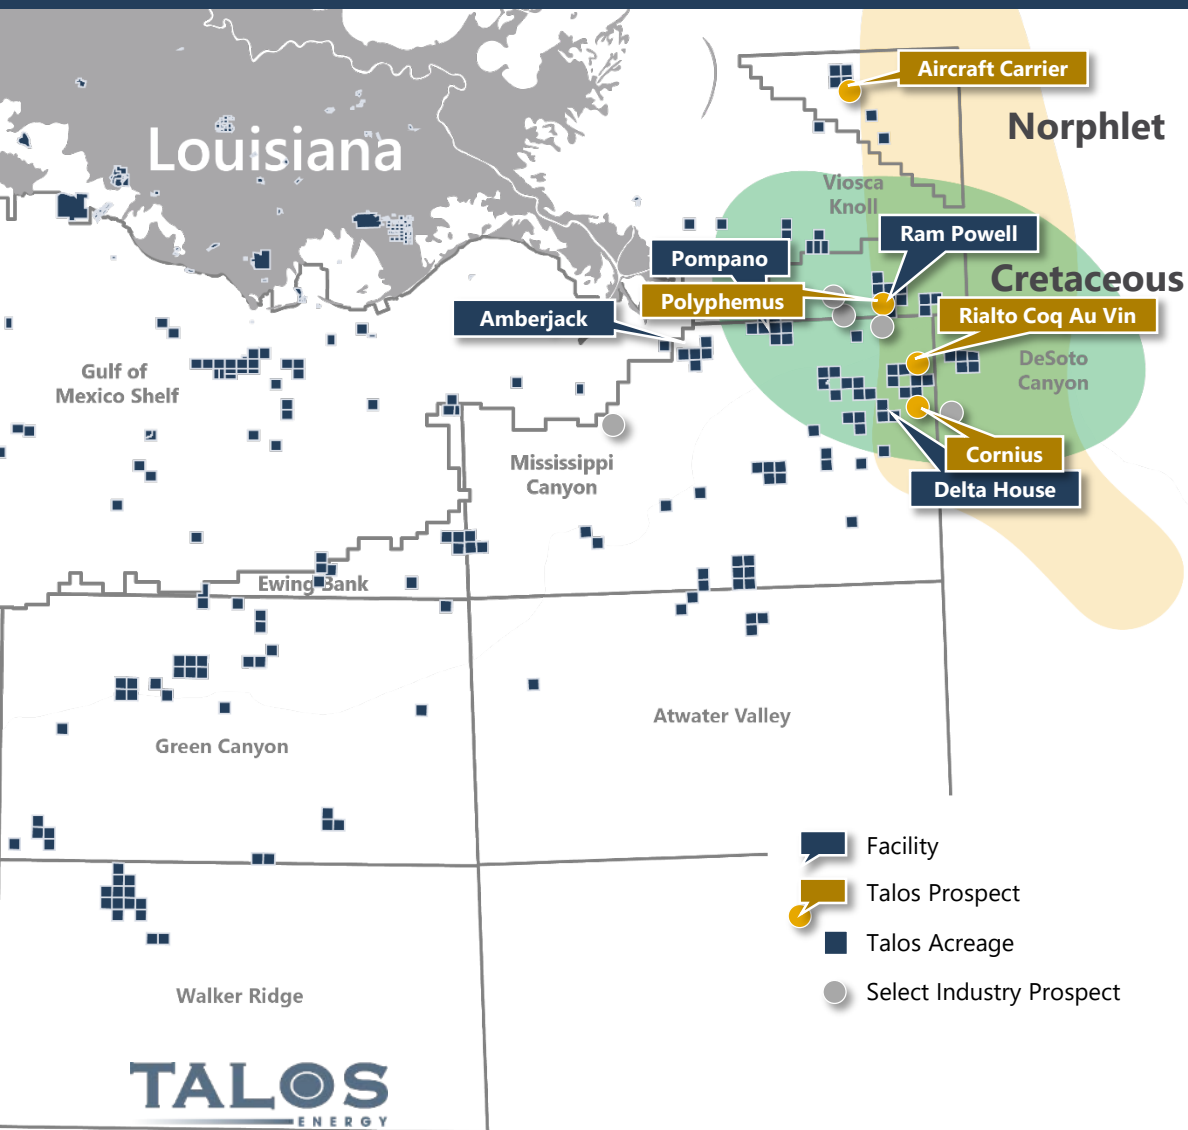 Aircraft Carrier
Norphlet
Louisiana
Viosca
Knoll
Ram Powell
Pompano
Cretaceous
Polyphemus
Rialto Coq Au Vin
Amberjack
Gulf of
Mexico Shelf
DeSoto
Canyon
Mississippi
Canyon
Cornius
Delta House
Ewing Bank
Atwater Valley
Green Canyon
Facility
Talos Prospect
Talos Acreage
Select Industry Prospect
Walker Ridge
TALOS
ENERGY